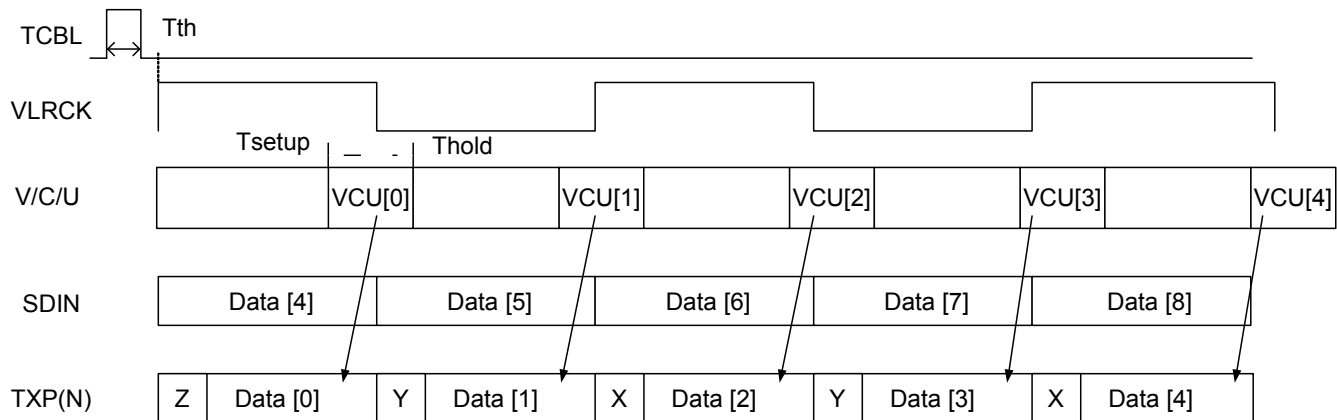 TCBL
Tth
VLRCK
Tsetup
Thold
V/C/U
VCU[0]
VCU[1]
VCU[2]
VCU[3]
VCU[4]
SDIN
Data [4]
Data [5]
Data [6]
Data [7]
Data [8]
TXP(N)
Z
Data [0]
Y
Data [1]
X
Data [2]
Y
Data [3]
X
Data [4]